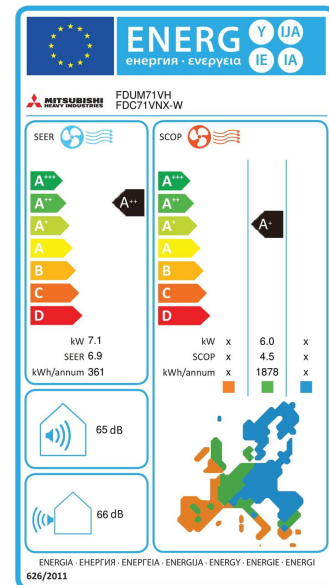 ENERG Y IJA
енергия · ενεργεια IE IA
MITSUBISHI
HEAVY INDUSTRIES
FDUM71VH
FDC71VNX-W
SEER
A+++
A++
A+
A
B
C
D
A++
kW 7.1
SEER 6.9
kWh/annum 361
SCOP
A+++
A++
A+
A
B
C
D
A+
kW x 6.0 x
SCOP x 4.5 x
kWh/annum x 1878 x
65 dB
66 dB
ENERGIA · ЕНЕРГИЯ · ΕΝΕΡΓΕΙΑ · ENERGIJA · ENERGY · ENERGIE · ENERGI
626/2011